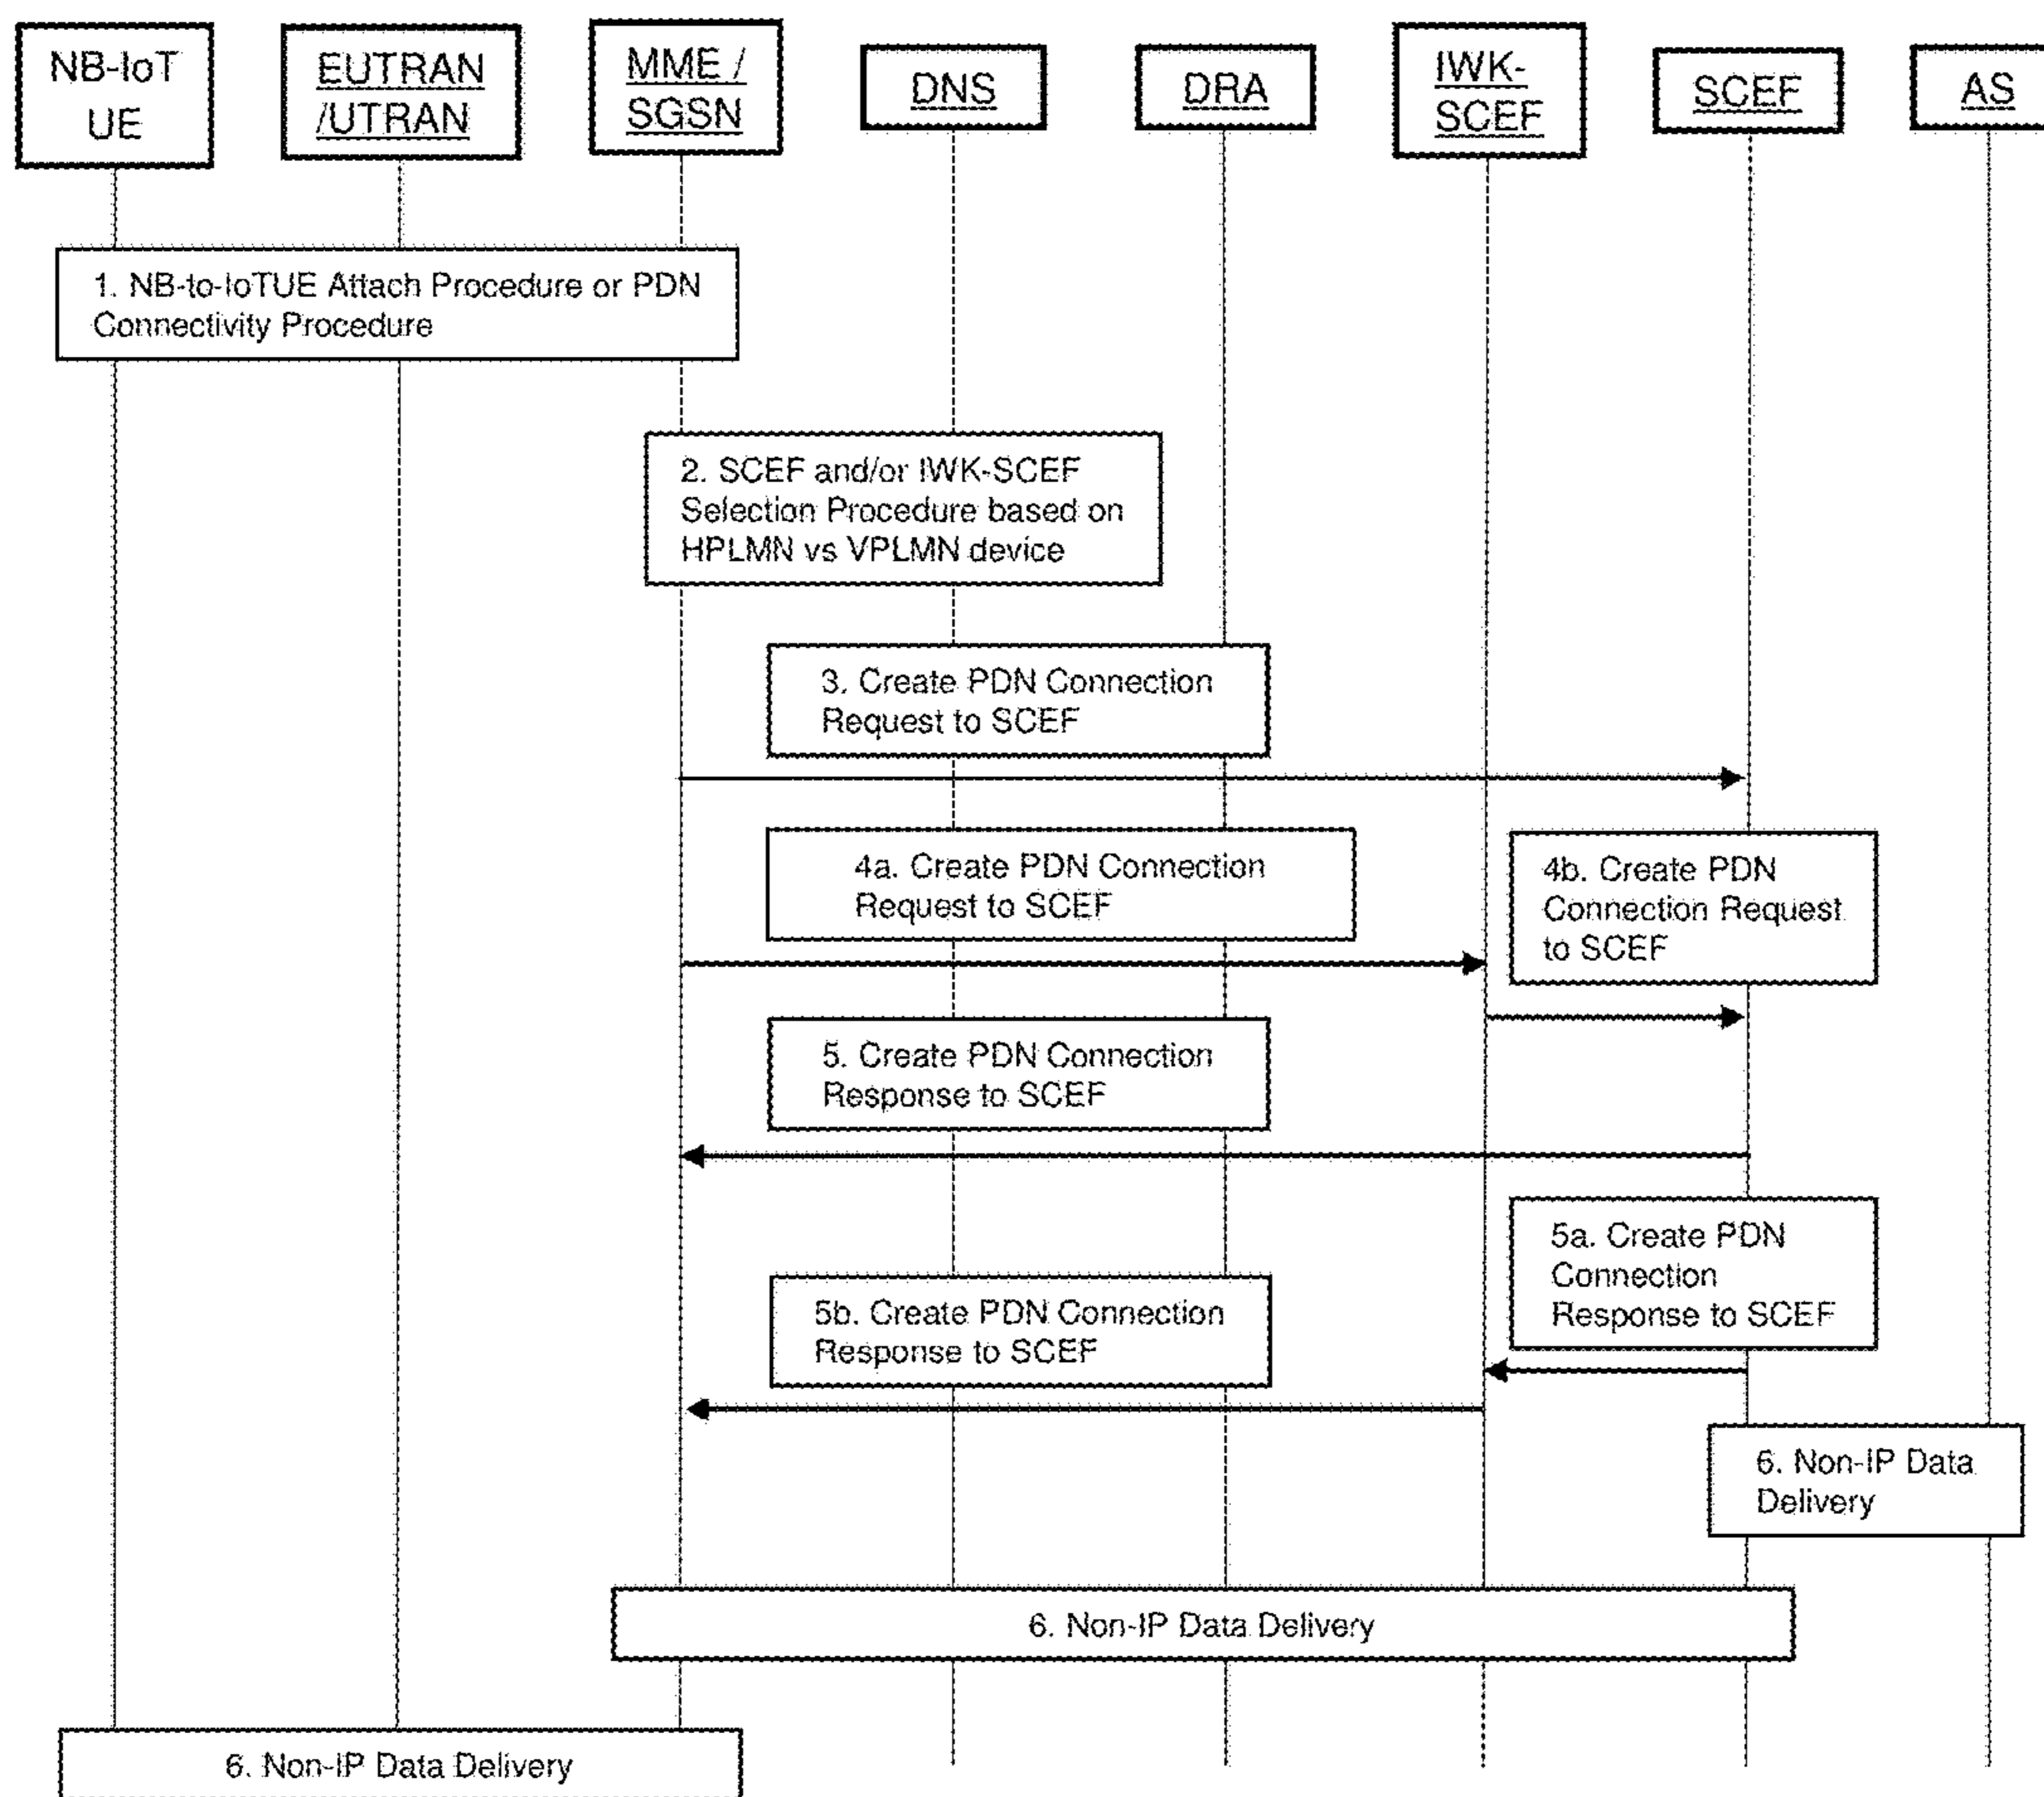 NB-IoT
UE
EUTRAN
/UTRAN
MME /
SGSN
DNS
DRA
IWK-
SCEF
SCEF
AS
1. NB-to-IoTUE Attach Procedure or PDN
Connectivity Procedure
2. SCEF and/or IWK-SCEF
Selection Procedure based on
HPLMN vs VPLMN device
3. Create PDN Connection
Request to SCEF
4a. Create PDN Connection
Request to SCEF
4b. Create PDN
Connection Request
to SCEF
5. Create PDN Connection
Response to SCEF
5a. Create PDN
Connection
Response to SCEF
5b. Create PDN Connection
Response to SCEF
6. Non-IP Data
Delivery
6. Non-IP Data Delivery
6. Non-IP Data Delivery